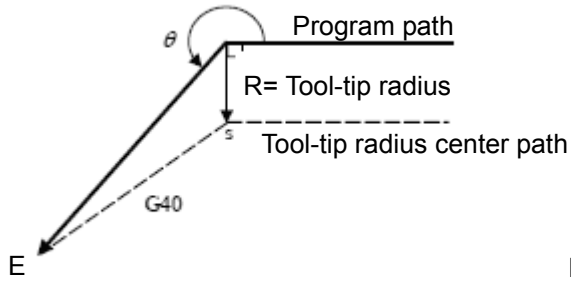 Program path
θ
R= Tool-tip radius
s
Tool-tip radius center path
G40
E